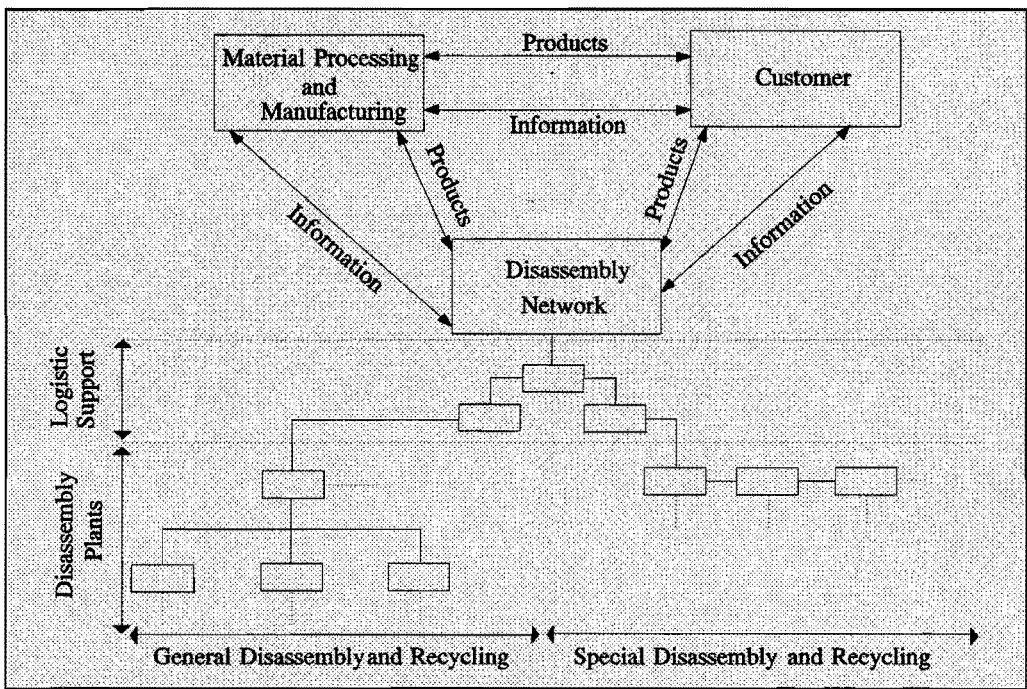 Products
Material Processing
and
Manufacturing
Customer
Information
Products
Products
Information
Information
Disassembly
Network
Logistic
Support
Disassembly
Plants
General Disassembly and Recycling
Special Disassembly and Recycling